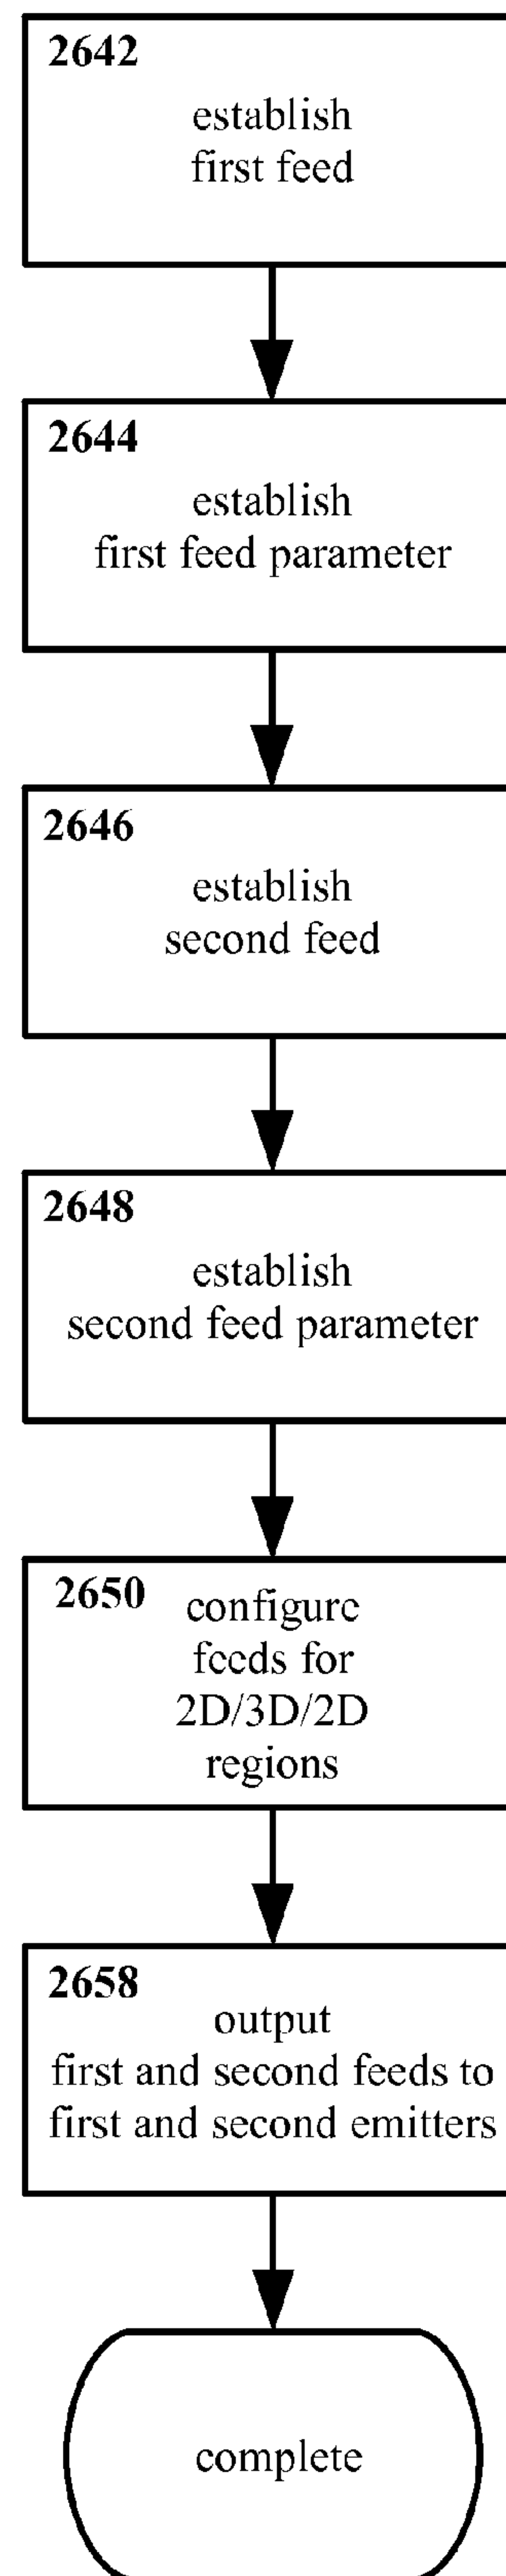 2642
establish
first feed
2644
establish
first feed parameter
2646
establish
second feed
2648
establish
second feed parameter
2650
configure
feeds for
2D/3D/2D
regions
2658
output
first and second feeds to
first and second emitters
complete